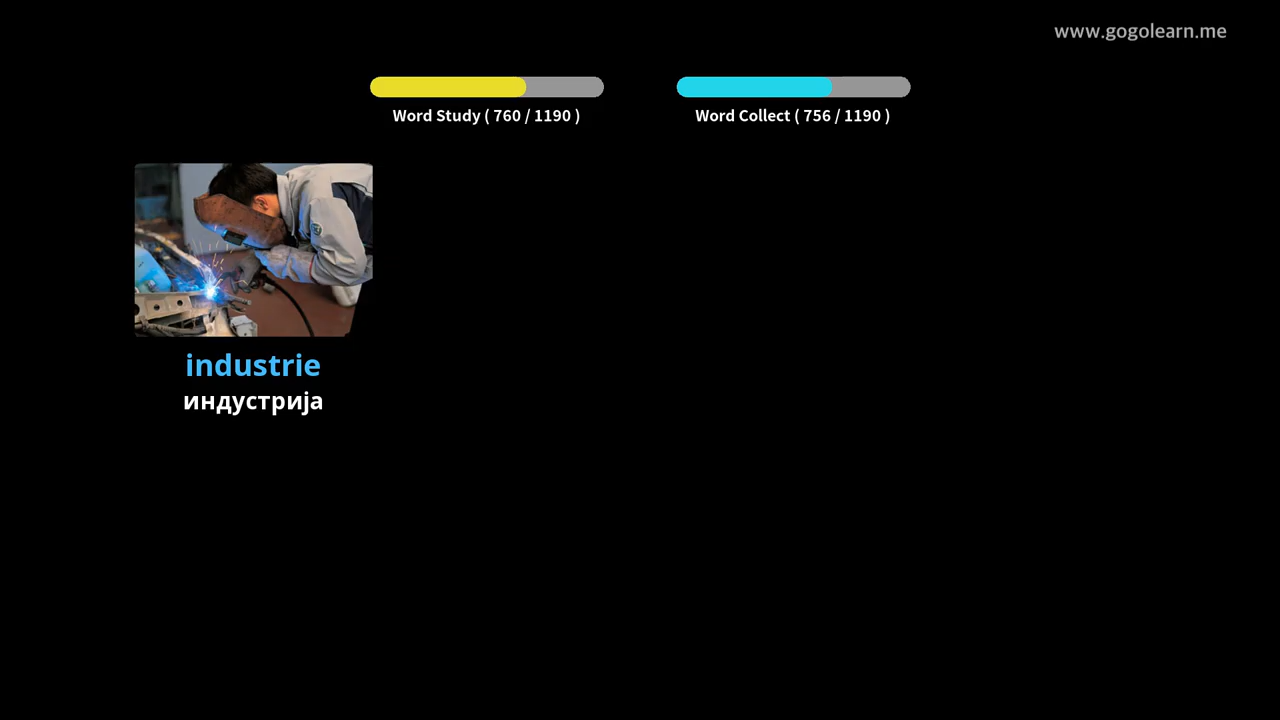 www.gogolearn.me
Word Study ( 760 / 1190 )
Word Collect ( 756 / 1190 )
industrie
индустрија